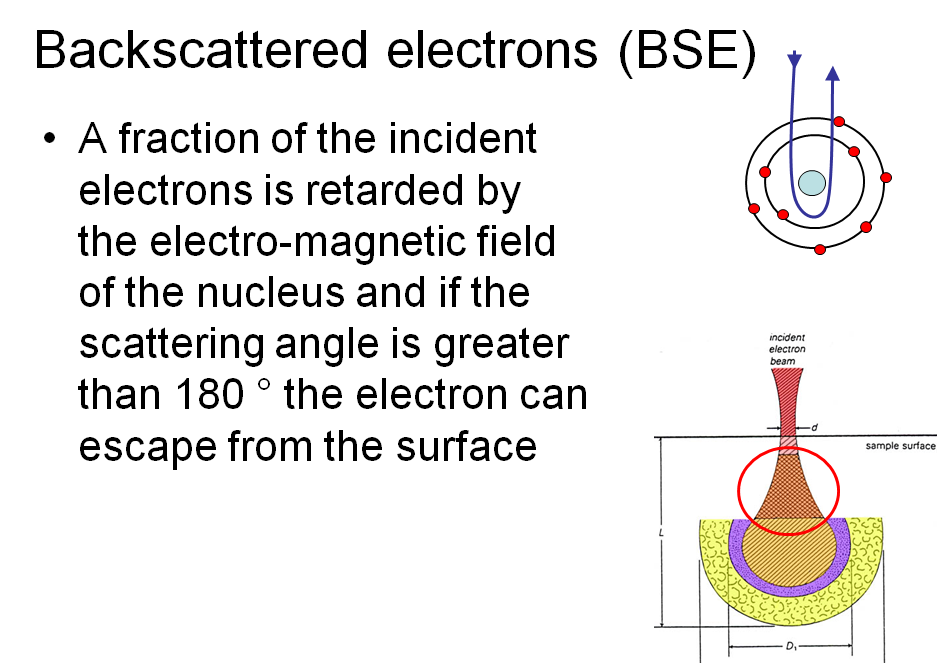 Backscattered electrons (BSE)
• A fraction of the incident
electrons is retarded by
the electro-magnetic field
of the nucleus and if the
scattering angle is greater
than 180 ° the electron can
escape from the surface
incident
electron
beam
d
sample surface
L
D₁